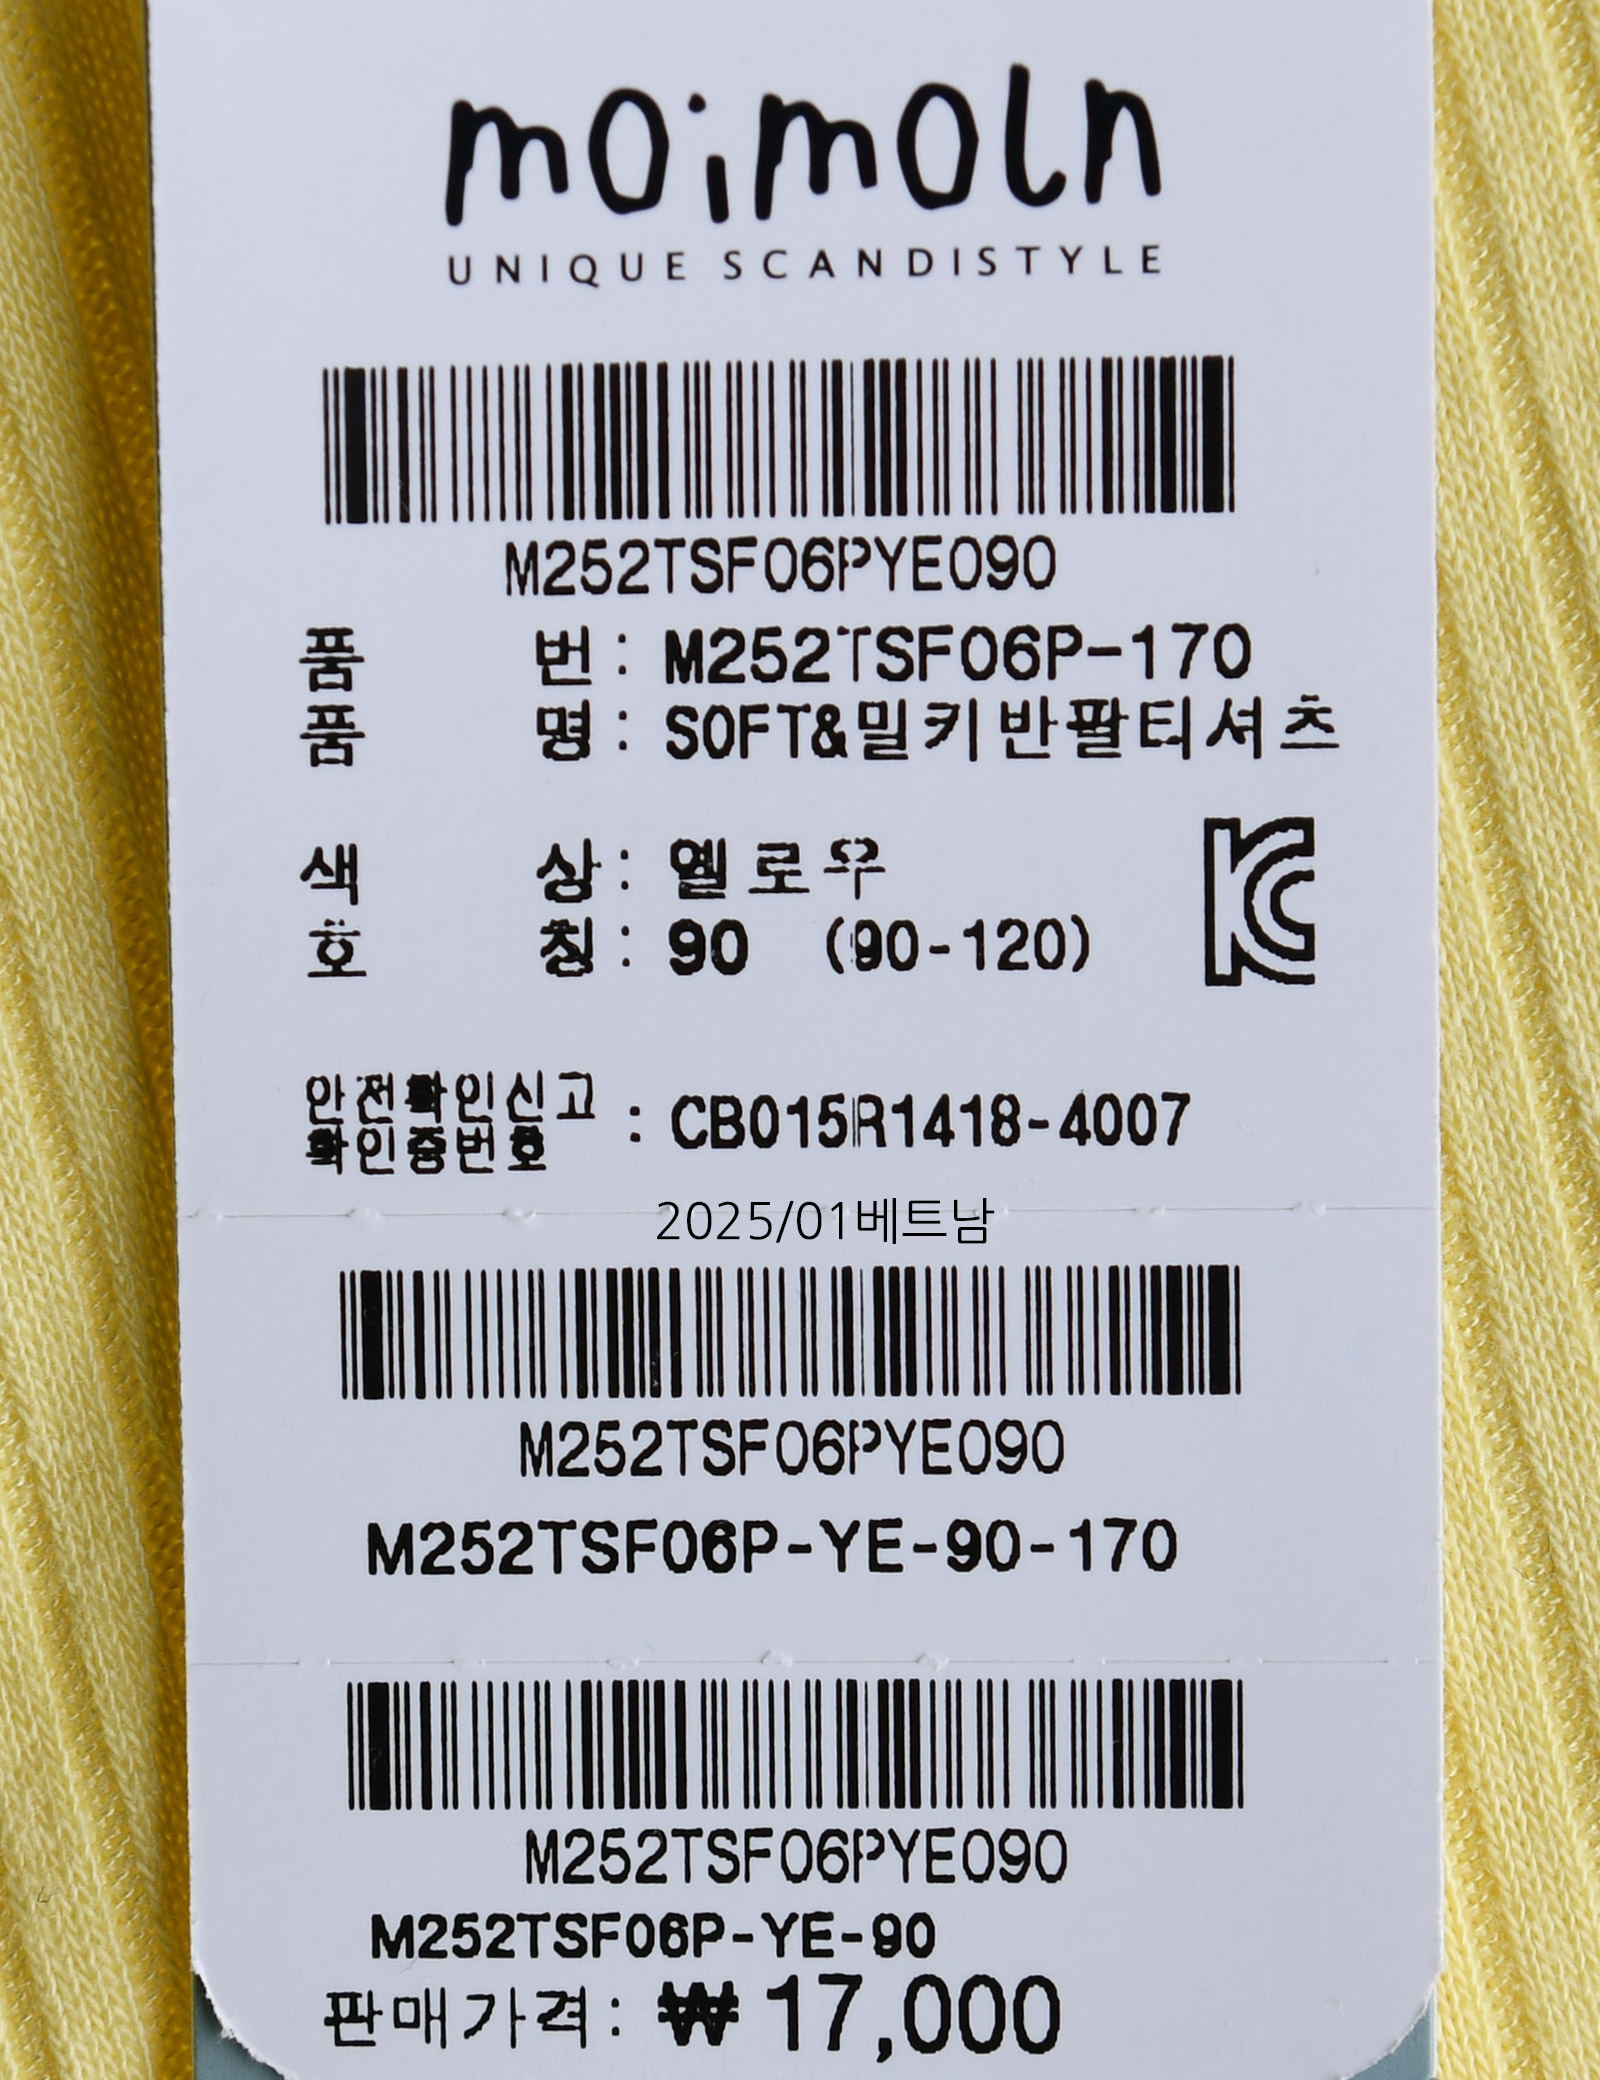 moimoln
UNIQUE SCANDISTYLE
M252TSF06PYE090
품 번 : M252TSF06P-170
품 명 : SOFT&밀키반팔티셔츠
색 상 : 옐로우
호 칭 : 90 (90-120)
안전확인신고
확인증번호 : CB015R1418-4007
2025/01베트남
M252TSF06PYE090
M252TSF06P-YE-90-170
M252TSF06PYE090
M252TSF06P-YE-90
판매가격: ₩ 17,000